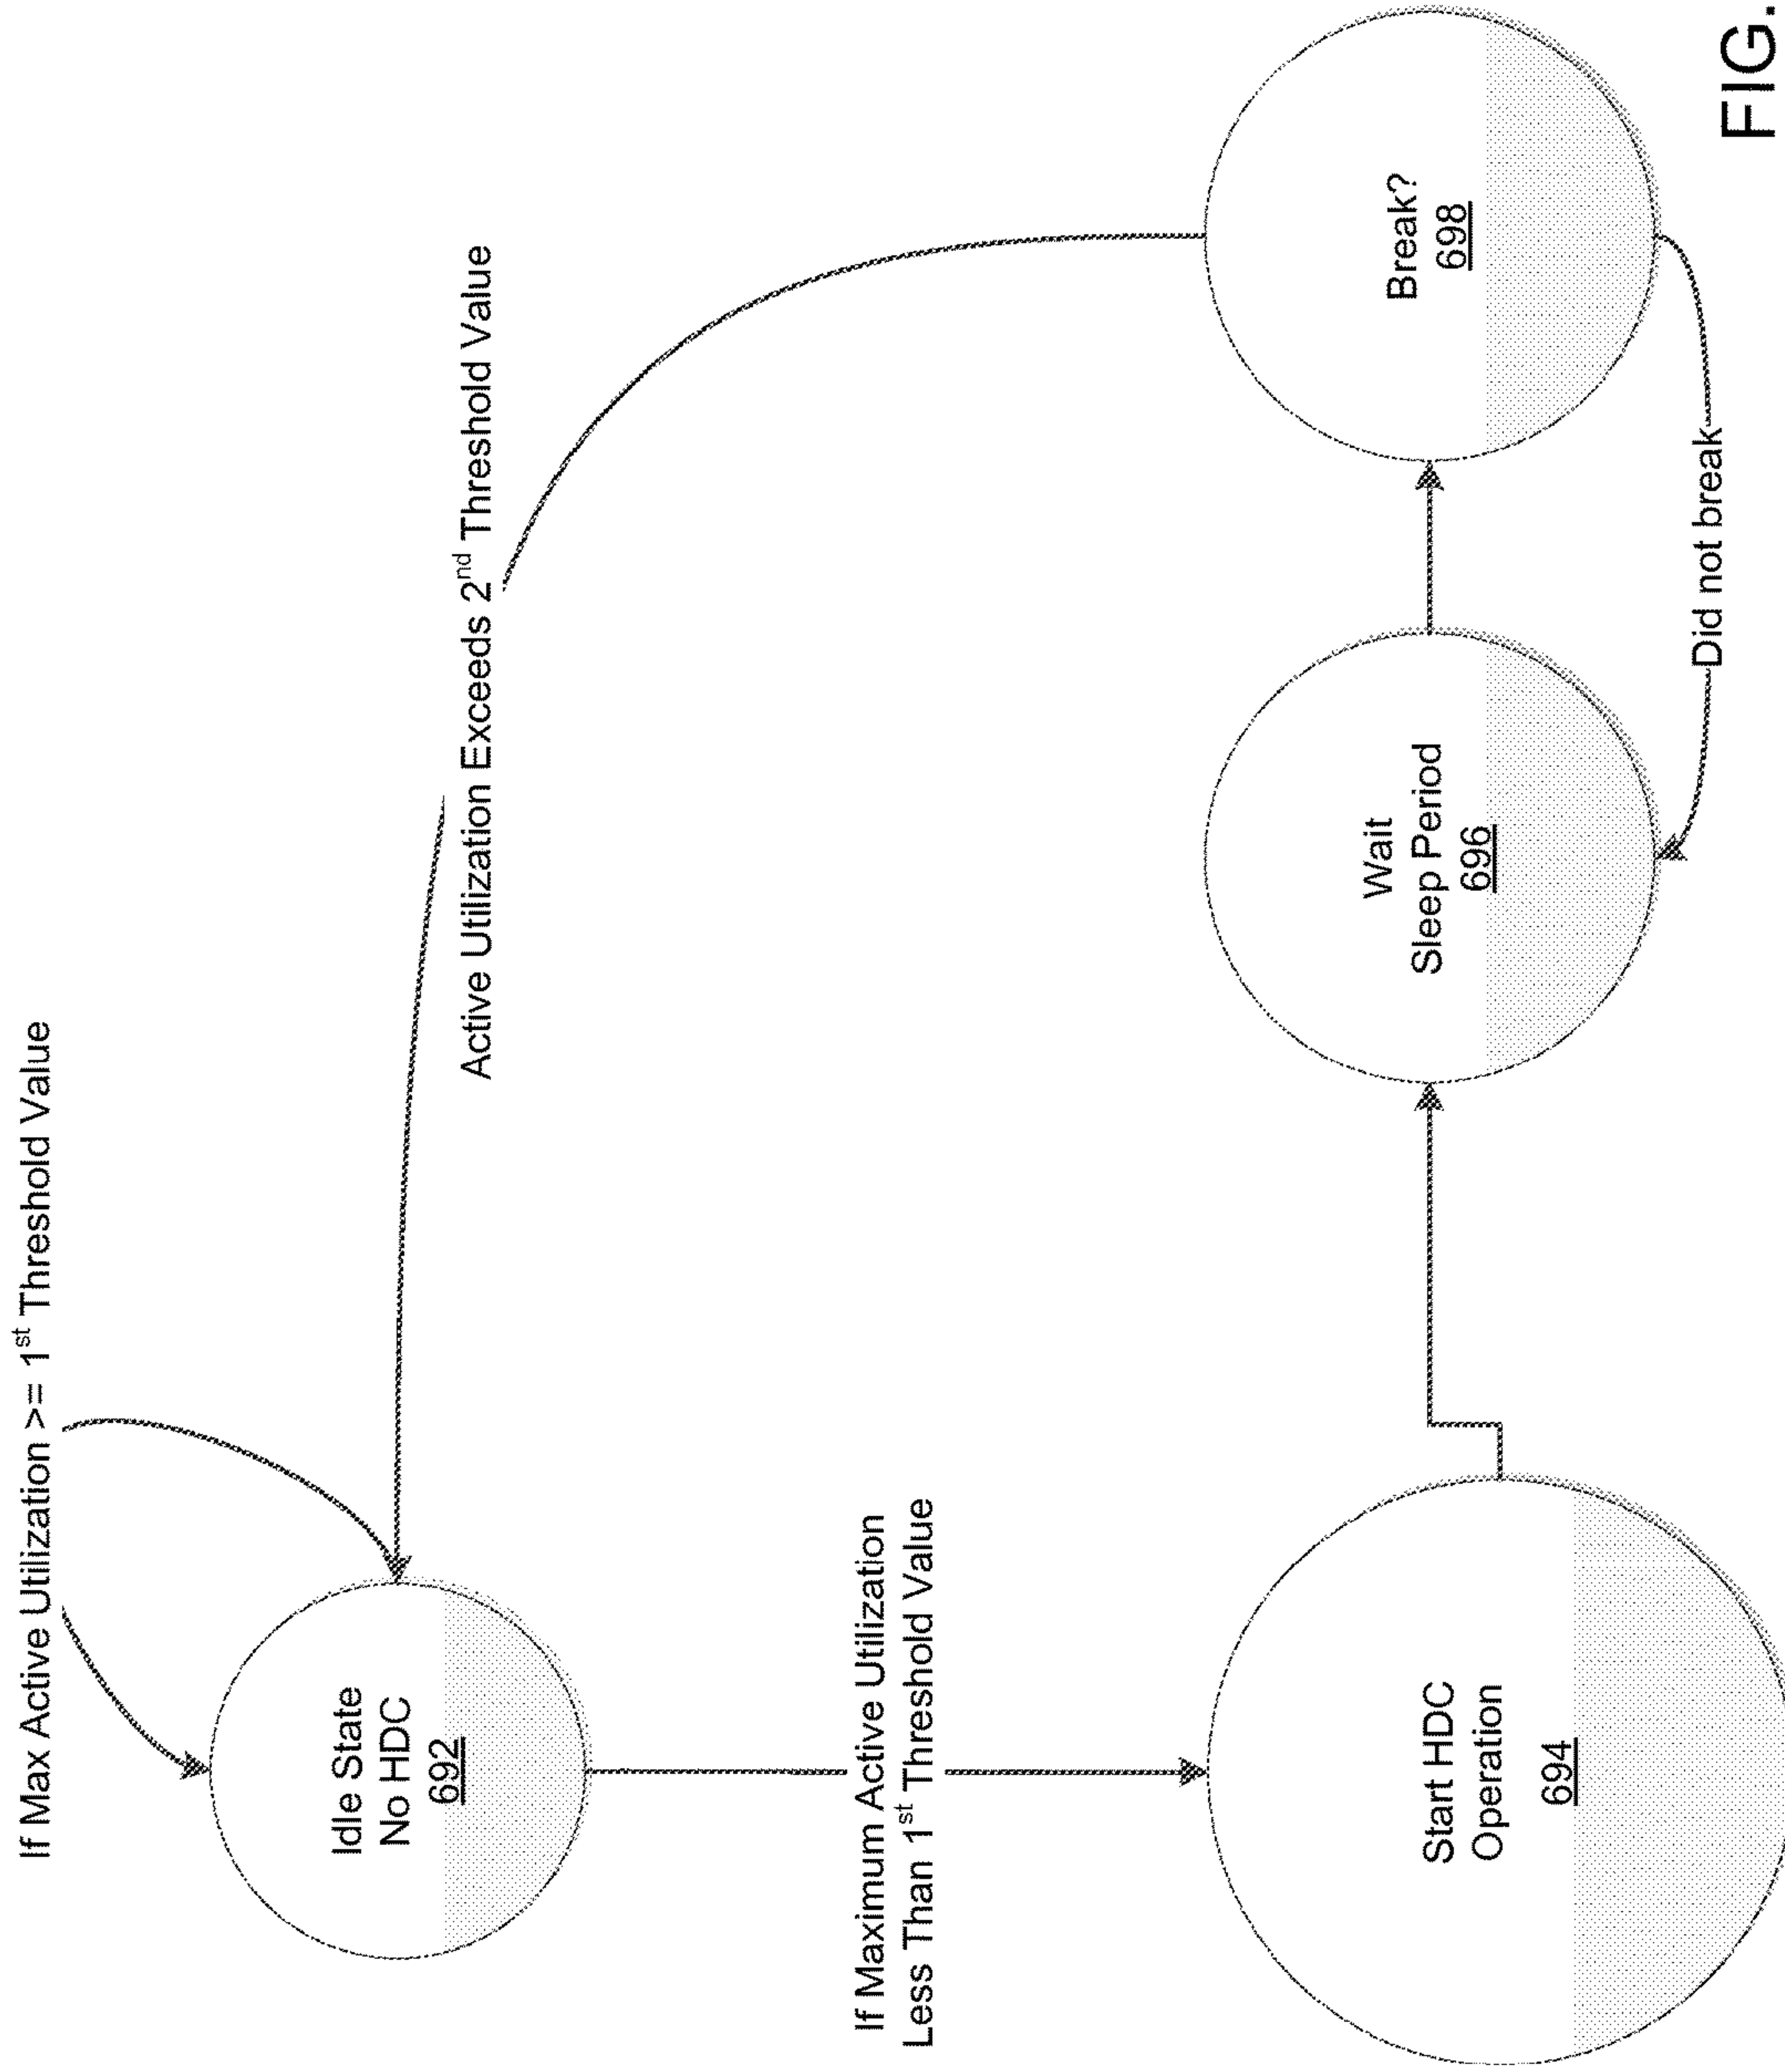 If Max Active Utilization >= 1st Threshold Value
Active Utilization Exceeds 2nd Threshold Value
Idle State
No HDC
692
If Maximum Active Utilization
Less Than 1st Threshold Value
Start HDC
Operation
694
Wait
Sleep Period
696
Break?
698
Did not break
FIG.